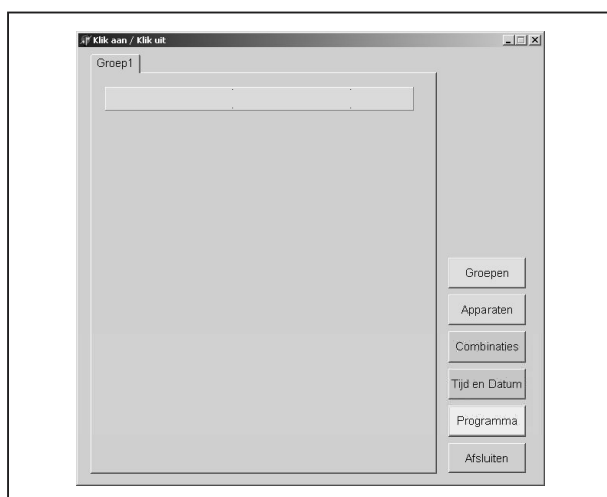 Klik aan / Klik uit
Groep1
Groepen
Apparaten
Combinaties
Tijd en Datum
Programma
Afsluiten